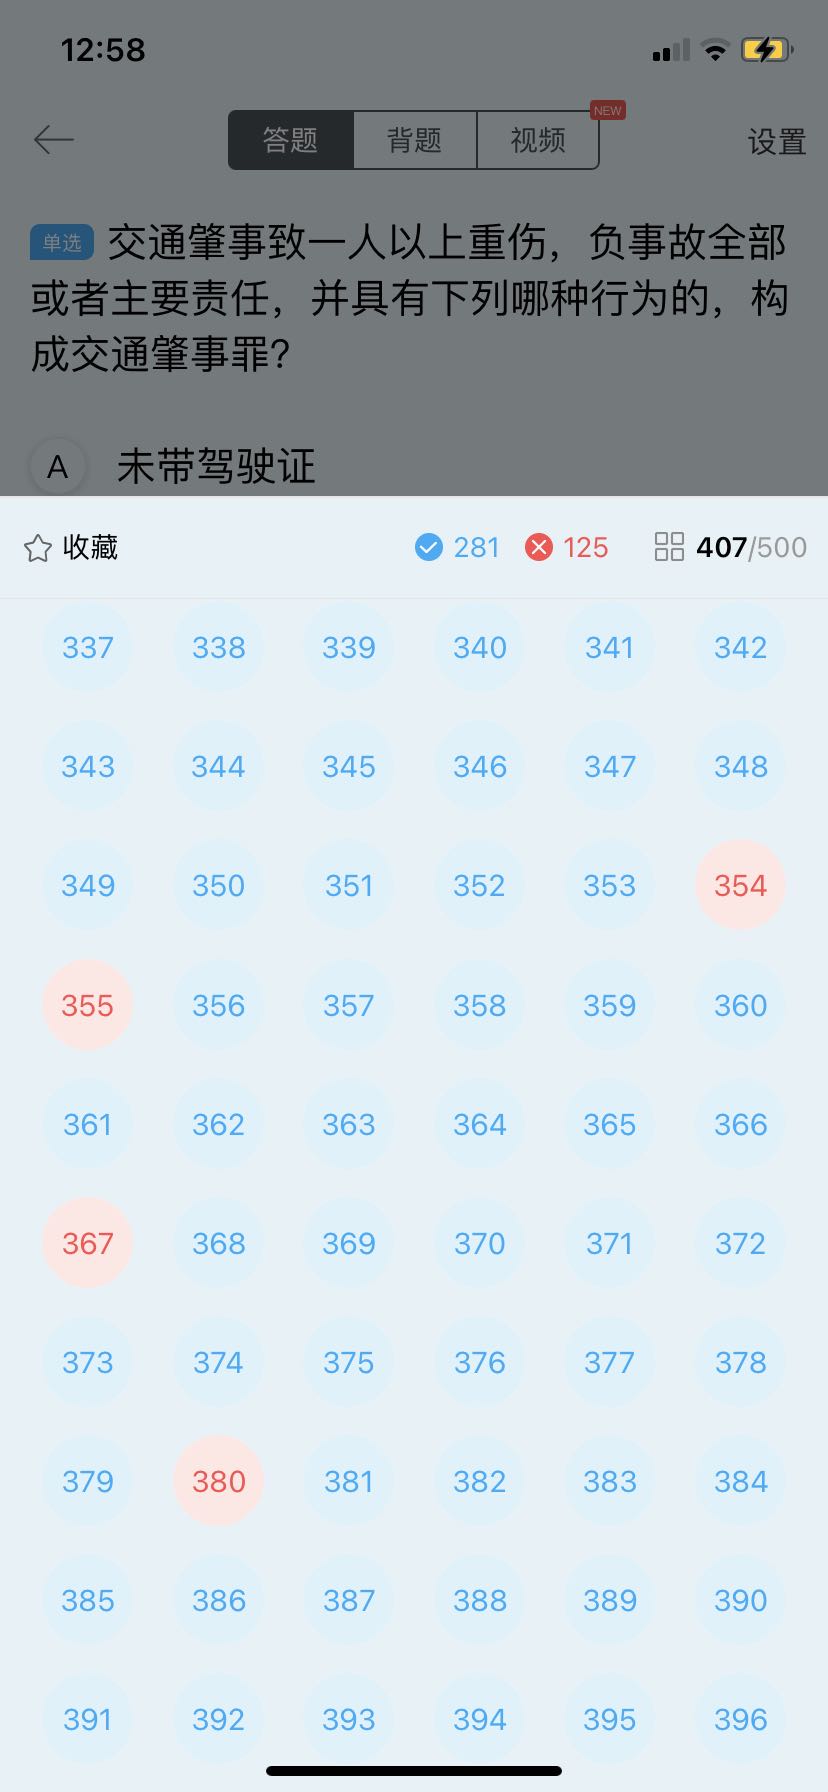 12:58
答题 背题 视频 NEW 设置
单选 交通肇事致一人以上重伤，负事故全部
或者主要责任，并具有下列哪种行为的，构
成交通肇事罪?
A 未带驾驶证
收藏 281 125 407/500
337 338 339 340 341 342
343 344 345 346 347 348
349 350 351 352 353 354
355 356 357 358 359 360
361 362 363 364 365 366
367 368 369 370 371 372
373 374 375 376 377 378
379 380 381 382 383 384
385 386 387 388 389 390
391 392 393 394 395 396